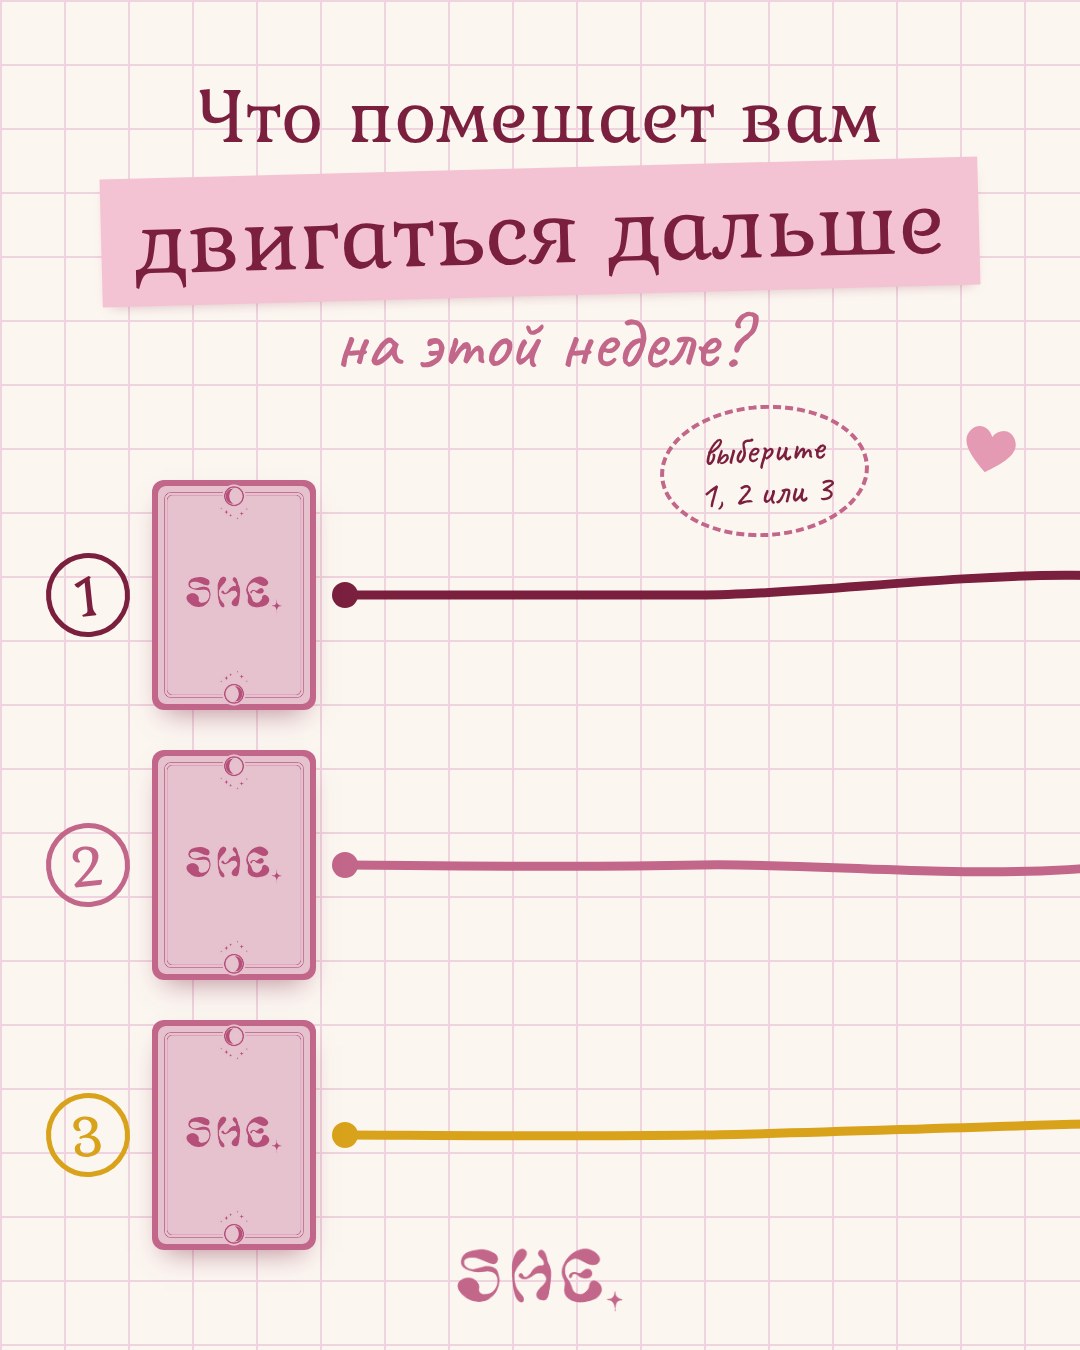 Что помешает вам
двигаться дальше
на этой неделе?
выберите
1, 2 или 3
1
SHE
2
SHE
3
SHE
SHE